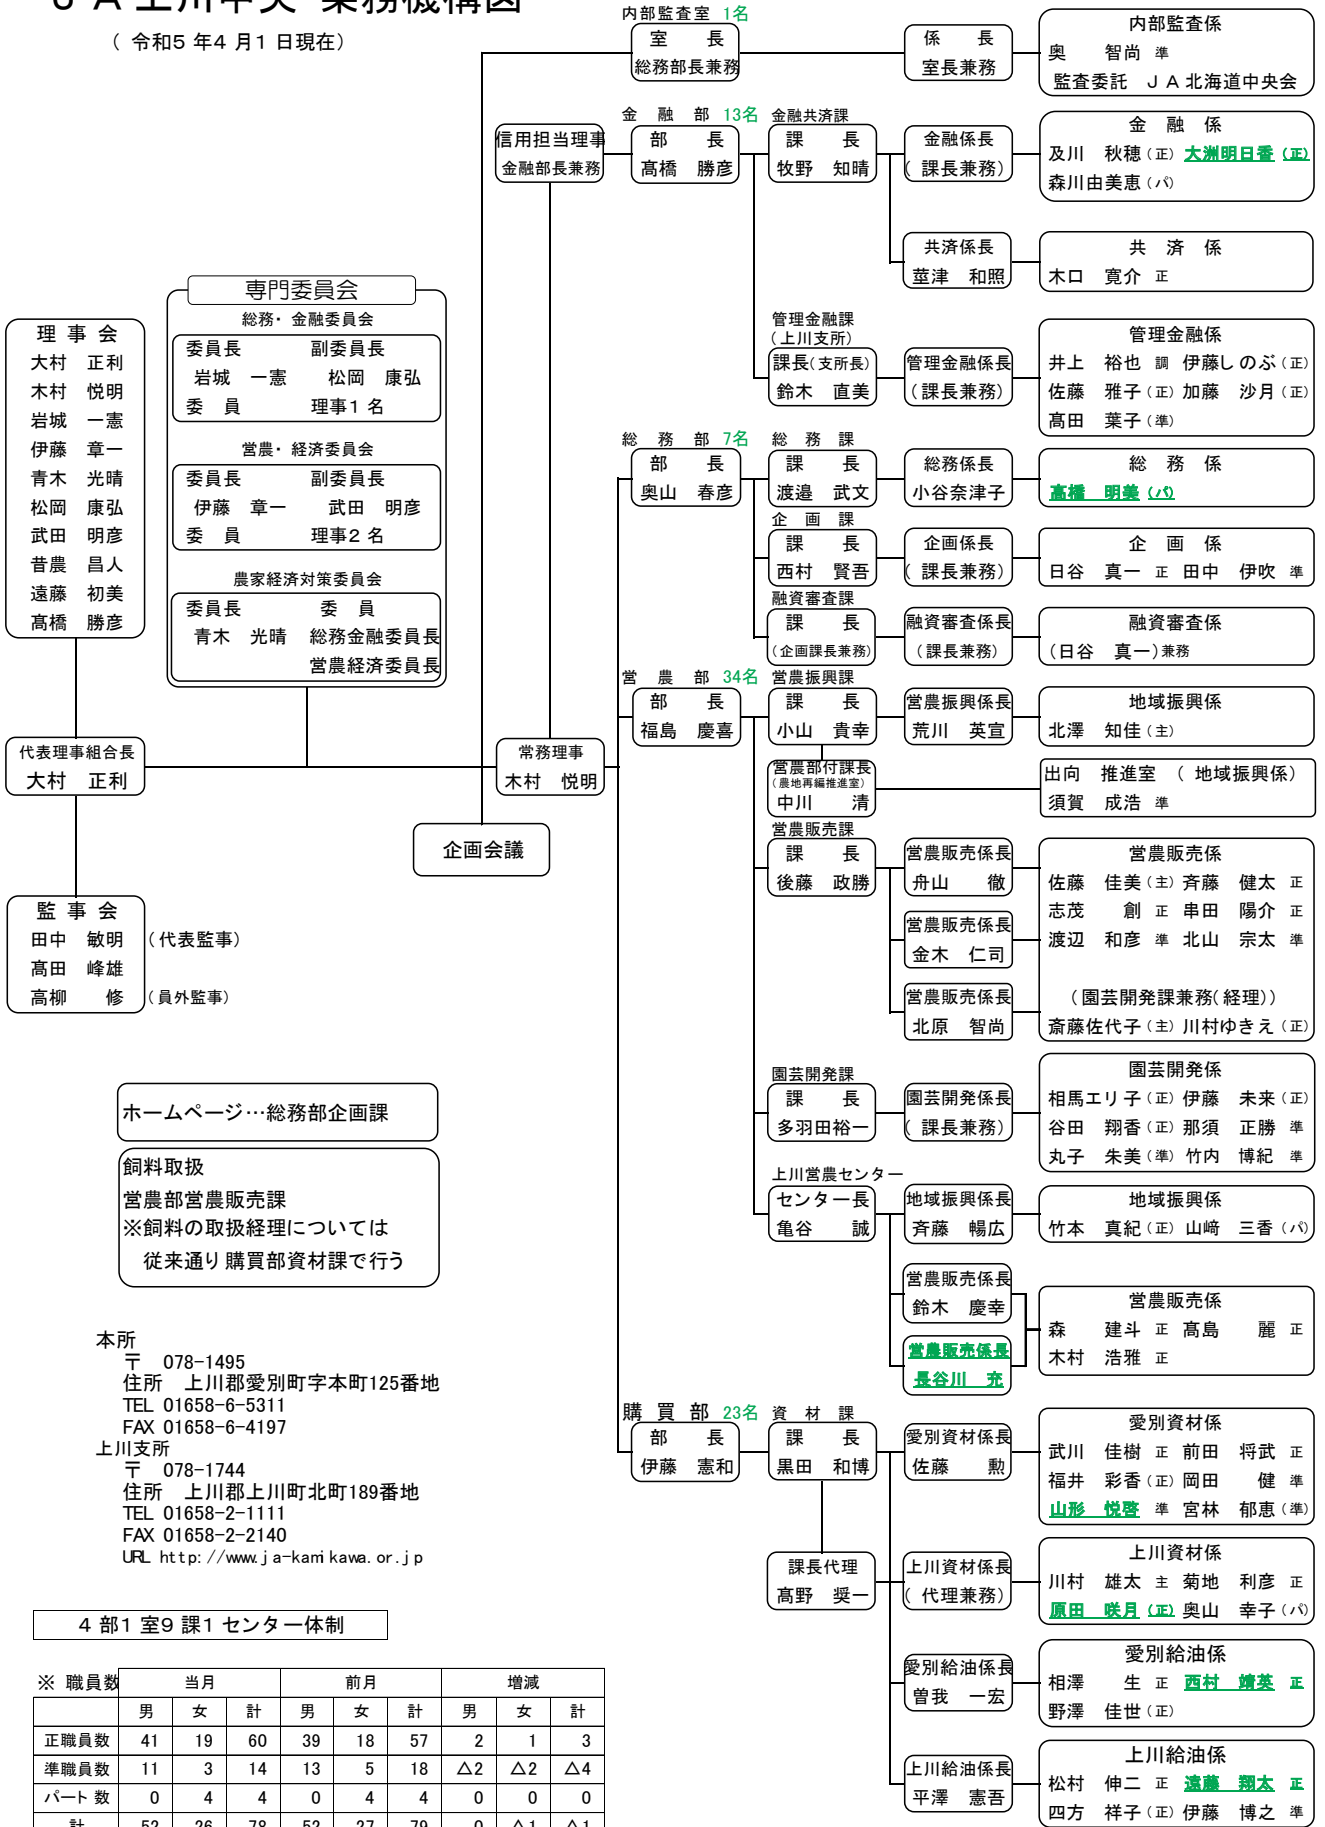 ＪＡ上川中央 業務機構図
（ 令和5 年4 月1 日現在）
内部監査室 1名
室　長
総務部長兼務
係　長
室長兼務
内部監査係
奥　智尚 準
監査委託　ＪＡ北海道中央会
信用担当理事
金融部長兼務
金　融　部 13名
部　長
髙橋　勝彦
金融共済課
課　長
牧野　知晴
金融係長
( 課長兼務)
金　融　係
及川　秋穂(正) 大洲明日香 (正)
森川由美恵(パ)
共済係長
莖津　和照
共　済　係
木口　寛介 正
管理金融課
(上川支所)
課長(支所長)
鈴木　直美
管理金融係長
(課長兼務)
管理金融係
井上　裕也 調 伊藤しのぶ(正)
佐藤　雅子(正) 加藤　沙月(正)
髙田　葉子(準)
専門委員会
総務・ 金融委員会
委員長　副委員長
岩城　一憲　松岡　康弘
委　員　理事1 名
営農・ 経済委員会
委員長　副委員長
伊藤　章一　武田　明彦
委　員　理事2 名
農家経済対策委員会
委員長　委　員
青木　光晴　総務金融委員長
営農経済委員長
理 事 会
大村　正利
木村　悦明
岩城　一憲
伊藤　章一
青木　光晴
松岡　康弘
武田　明彦
昔農　昌人
遠藤　初美
髙橋　勝彦
代表理事組合長
大村　正利
常務理事
木村　悦明
企画会議
監 事 会
田中　敏明 (代表監事)
髙田　峰雄
高柳　修 (員外監事)
総　務　部 7名
部　長
奥山　春彦
総　務　課
課　長
渡邉　武文
総務係長
小谷奈津子
総　務　係
高橋　明美 (パ)
企　画　課
課　長
西村　賢吾
企画係長
( 課長兼務)
企　画　係
日谷　真一 正 田中　伊吹 準
融資審査課
課　長
(企画課長兼務)
融資審査係長
(課長兼務)
融資審査係
(日谷　真一)兼務
営　農　部 34名
部　長
福島　慶喜
営農振興課
課　長
小山　貴幸
営農振興係長
荒川　英宣
地域振興係
北澤　知佳(主)
営農部付課長
(農地再編推進室)
中川　清
出向　推進室　( 地域振興係)
須賀　成浩 準
営農販売課
課　長
後藤　政勝
営農販売係長
舟山　徹
営農販売係長
金木　仁司
営農販売係長
北原　智尚
営農販売係
佐藤　佳美(主) 斉藤　健太 正
志茂　創 正 串田　陽介 正
渡辺　和彦 準 北山　宗太 準
(園芸開発課兼務(経理))
斎藤佐代子(主) 川村ゆきえ(正)
園芸開発課
課　長
多羽田裕一
園芸開発係長
( 課長兼務)
園芸開発係
相馬エリ子(正) 伊藤　未来(正)
谷田　翔香(正) 那須　正勝 準
丸子　朱美(準) 竹内　博紀 準
上川営農センター
センター長
亀谷　誠
地域振興係長
斉藤　暢広
地域振興係
竹本　真紀(正) 山﨑　三香(パ)
営農販売係長
鈴木　慶幸
営農販売係長
長谷川　充
営農販売係
森　建斗 正 髙島　麗 正
木村　浩雅 正
購　買　部 23名
部　長
伊藤　憲和
資　材　課
課　長
黒田　和博
愛別資材係長
佐藤　勲
愛別資材係
武川　佳樹 正 前田　将武 正
福井　彩香(正) 岡田　健 準
山形　悦啓 準 宮林　郁恵(準)
課長代理
髙野　奨一
上川資材係長
( 代理兼務)
上川資材係
川村　雄太 主 菊地　利彦 正
原田　咲月 (正) 奥山　幸子(パ)
愛別給油係長
曽我　一宏
愛別給油係
相澤　生 正 西村　靖英 正
野澤　佳世(正)
上川給油係長
平澤　憲吾
上川給油係
松村　伸二 正 遠藤　翔太 正
四方　祥子(正) 伊藤　博之 準
ホームページ…総務部企画課
飼料取扱
営農部営農販売課
※飼料の取扱経理については
従来通り購買部資材課で行う
本所
〒　078-1495
住所　上川郡愛別町字本町125番地
TEL 01658-6-5311
FAX 01658-6-4197
上川支所
〒　078-1744
住所　上川郡上川町北町189番地
TEL 01658-2-1111
FAX 01658-2-2140
URL http://www.ja-kamikawa.or.jp
4 部1 室9 課1 センター体制
※ 職員数　当月　前月　増減
男　女　計　男　女　計　男　女　計
正職員数　41　19　60　39　18　57　2　1　3
準職員数　11　3　14　13　5　18　△2　△2　△4
パート 数　0　4　4　0　4　4　0　0　0
計　52　26　78　52　27　79　0　△1　△1